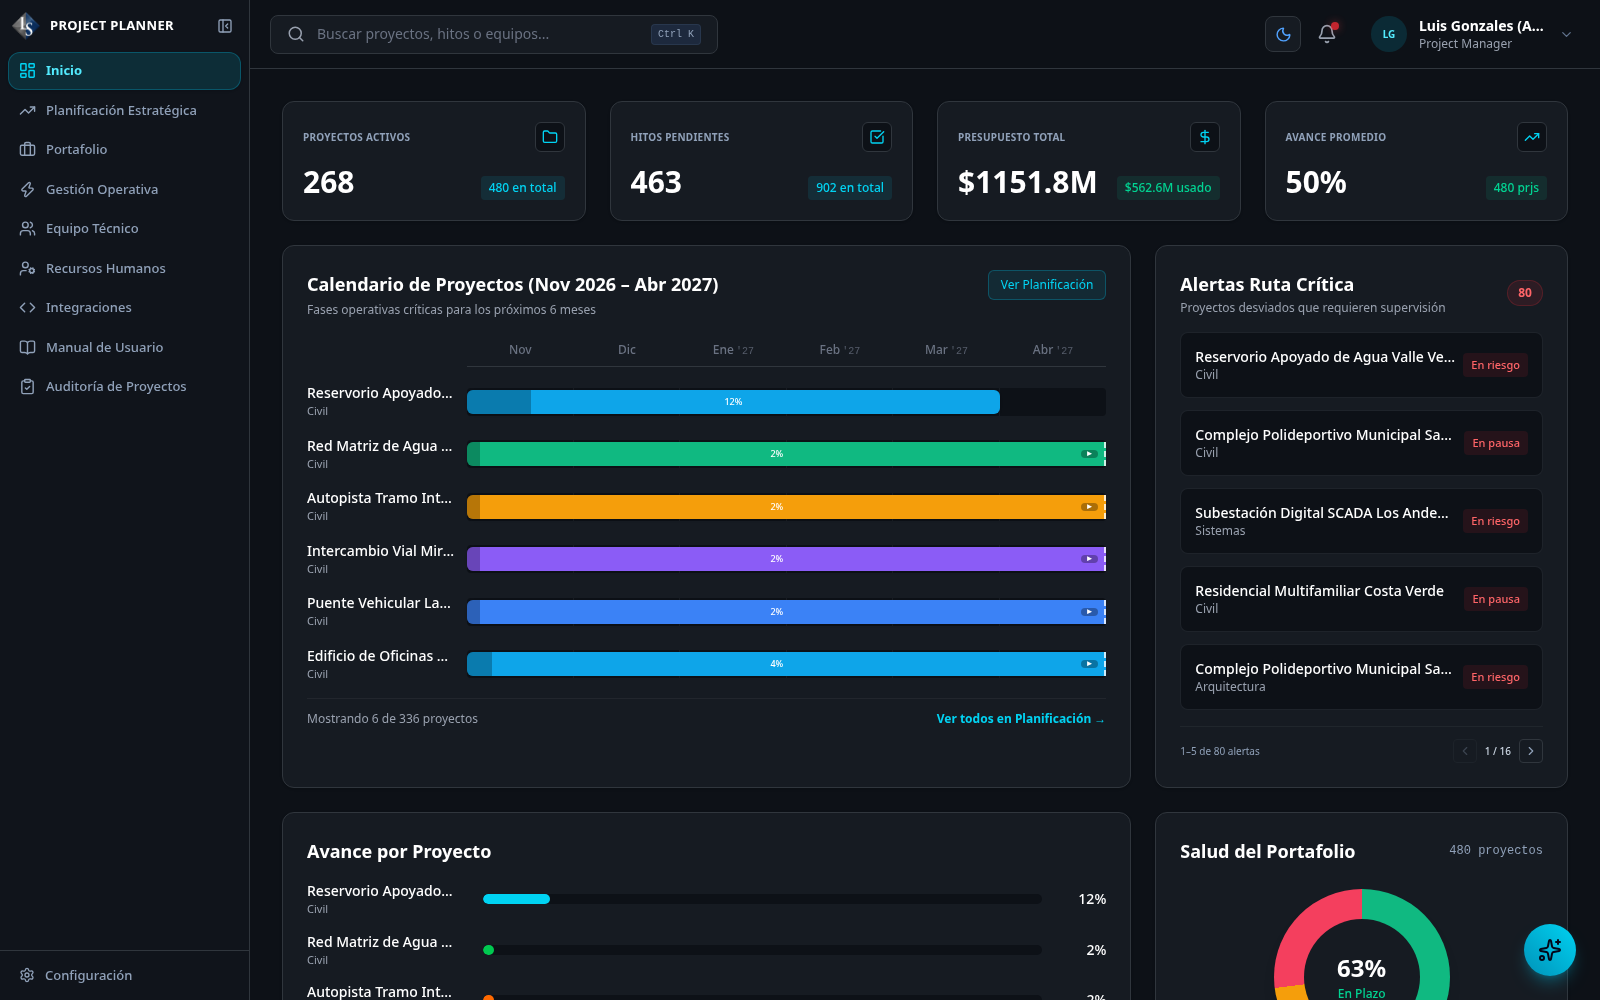 PROJECT PLANNER
Inicio
Planificación Estratégica
Portafolio
Gestión Operativa
Equipo Técnico
Recursos Humanos
Integraciones
Manual de Usuario
Auditoría de Proyectos
Configuración
Buscar proyectos, hitos o equipos...
Ctrl K
LG
Luis Gonzales (A...
Project Manager
PROYECTOS ACTIVOS
268
480 en total
HITOS PENDIENTES
463
902 en total
PRESUPUESTO TOTAL
$1151.8M
$562.6M usado
AVANCE PROMEDIO
50%
480 prjs
Calendario de Proyectos (Nov 2026 – Abr 2027)
Fases operativas críticas para los próximos 6 meses
Ver Planificación
Nov Dic Ene '27 Feb '27 Mar '27 Abr '27
Reservorio Apoyado...
Civil
12%
Red Matriz de Agua ...
Civil
2%
Autopista Tramo Int...
Civil
2%
Intercambio Vial Mir...
Civil
2%
Puente Vehicular La...
Civil
2%
Edificio de Oficinas ...
Civil
4%
Mostrando 6 de 336 proyectos
Ver todos en Planificación →
Alertas Ruta Crítica
Proyectos desviados que requieren supervisión
80
Reservorio Apoyado de Agua Valle Ve...
Civil
En riesgo
Complejo Polideportivo Municipal Sa...
Civil
En pausa
Subestación Digital SCADA Los Ande...
Sistemas
En riesgo
Residencial Multifamiliar Costa Verde
Civil
En pausa
Complejo Polideportivo Municipal Sa...
Arquitectura
En riesgo
1–5 de 80 alertas
1 / 16
Avance por Proyecto
Reservorio Apoyado...
Civil
12%
Red Matriz de Agua ...
Civil
2%
Autopista Tramo Int...
2%
Salud del Portafolio
480 proyectos
63%
En Plazo